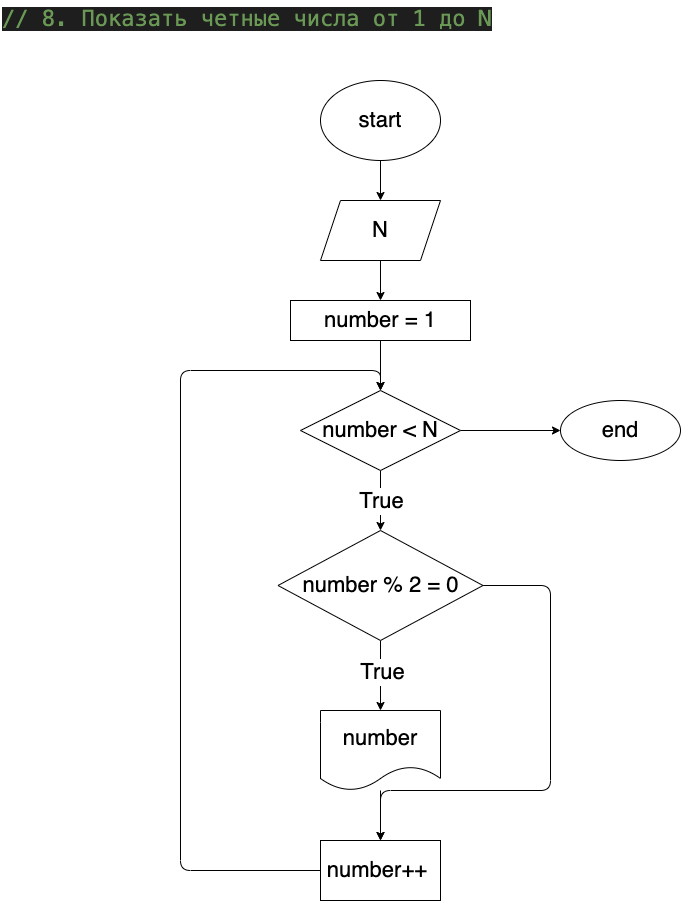 // 8. Показать четные числа от 1 до N
start
N
number = 1
number < N
end
True
number % 2 = 0
True
number
number++